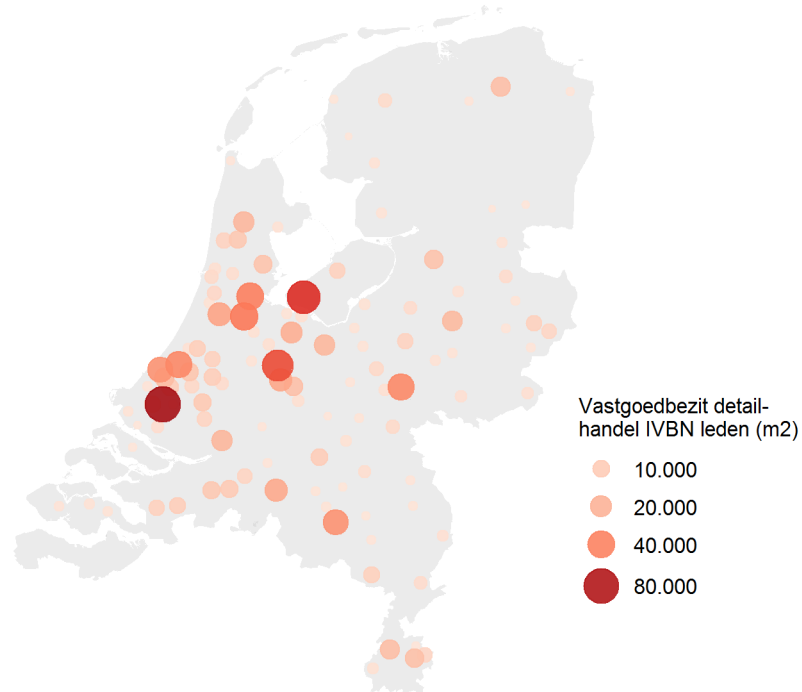 Vastgoedbezit detail-
handel IVBN leden (m2)
10.000
20.000
40.000
80.000